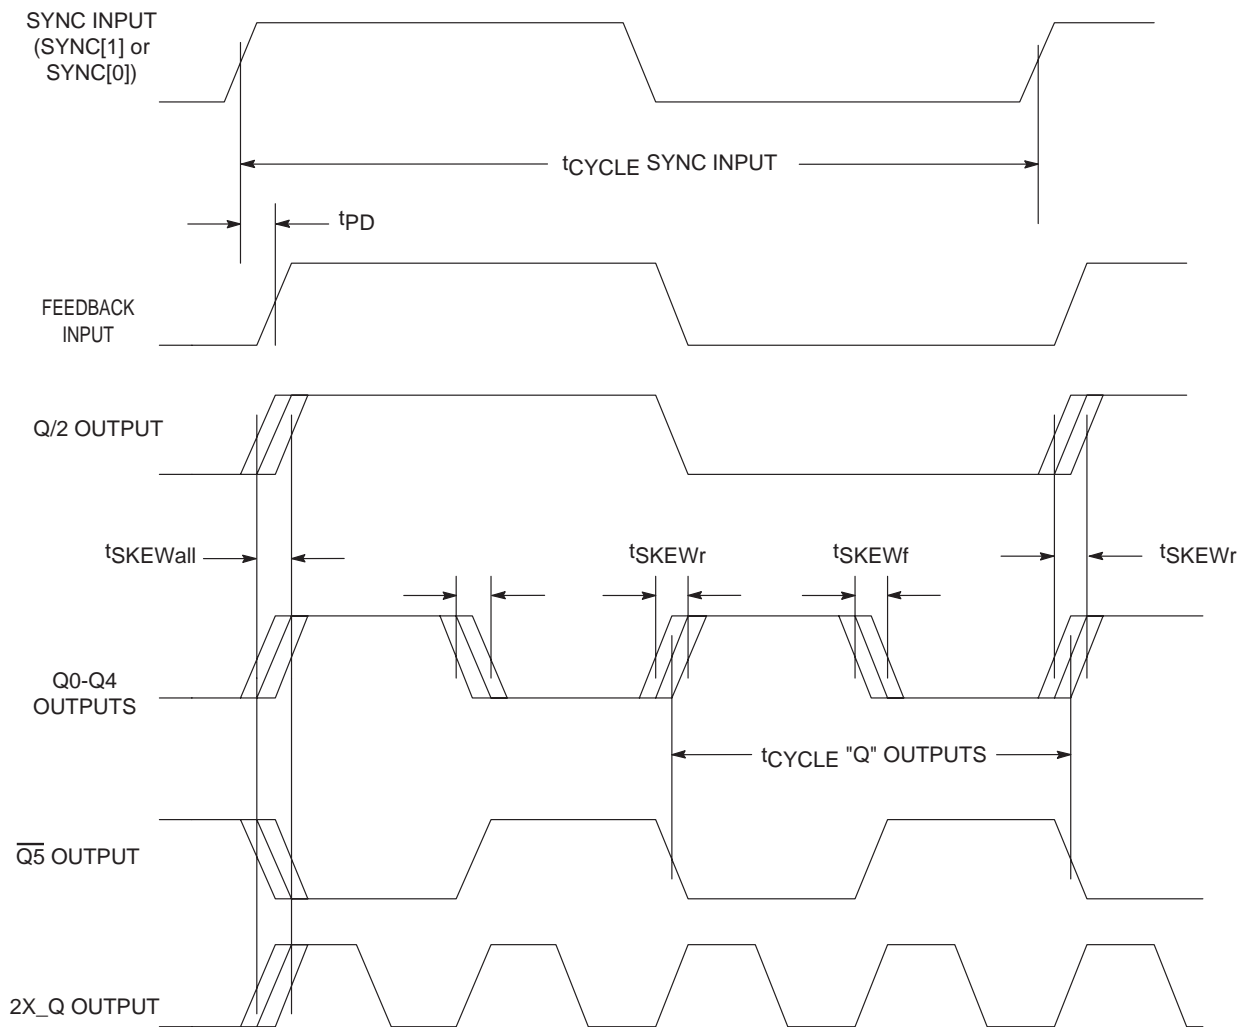 SYNC INPUT
(SYNC[1] or
SYNC[0])
tCYCLE SYNC INPUT
tPD
FEEDBACK
INPUT
Q/2 OUTPUT
tSKEWall
tSKEWr
tSKEWf
tSKEWr
Q0-Q4
OUTPUTS
tCYCLE "Q" OUTPUTS
Q̅5̅ OUTPUT
2X_Q OUTPUT